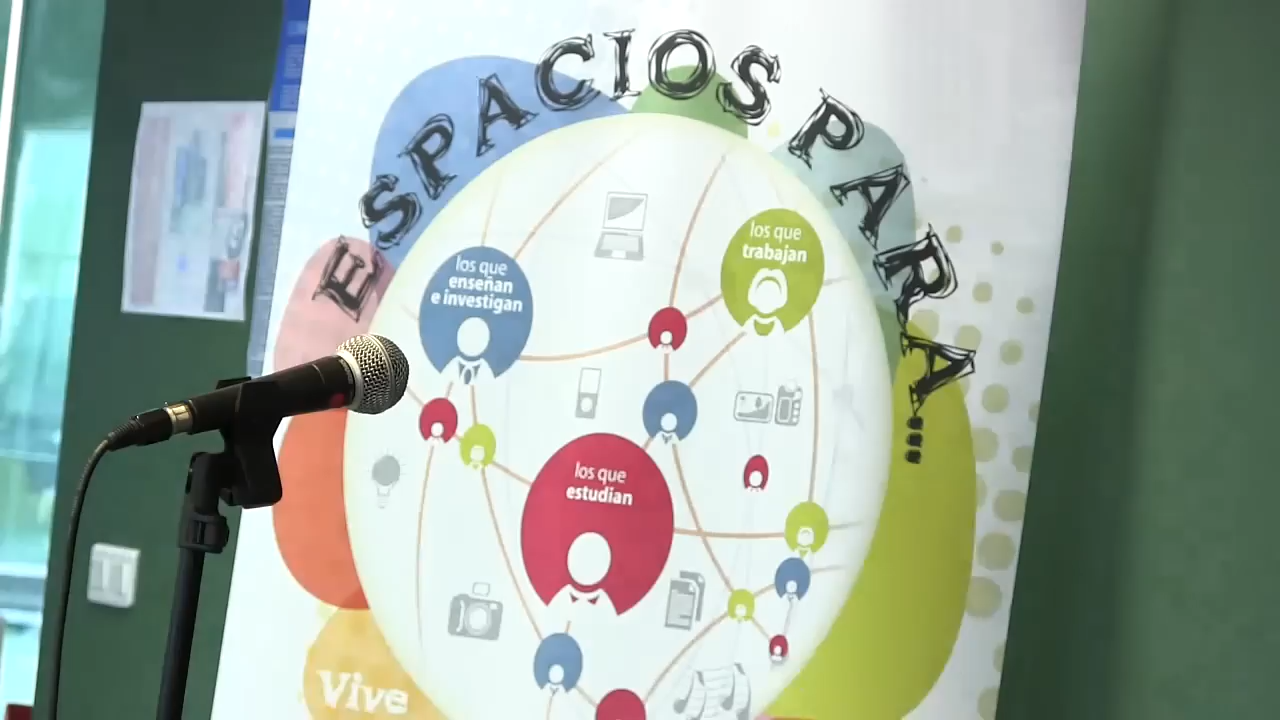 ESPACIOS PARA...
los que
trabajan
los que
enseñan
e investigan
los que
estudian
Vive